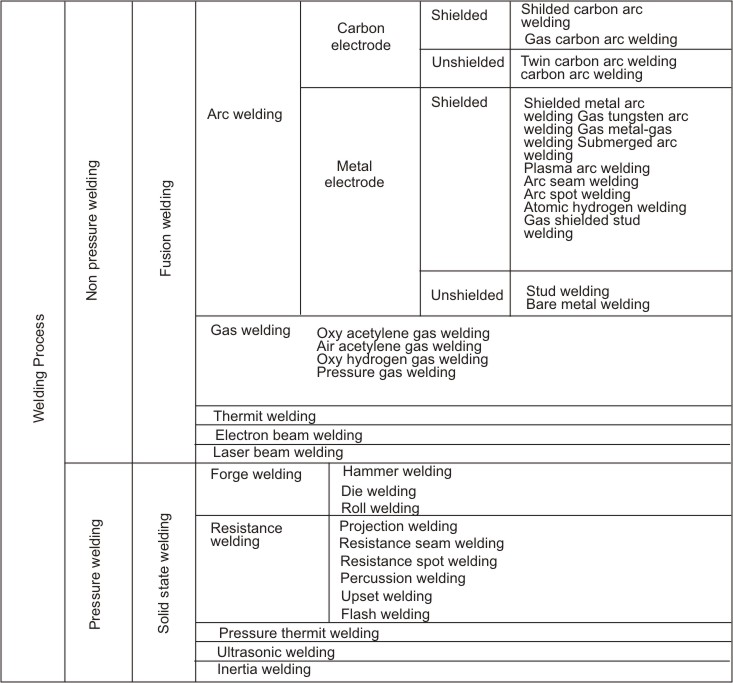 Welding Process
Non pressure welding
Fusion welding
Arc welding
Carbon
electrode
Shielded
Shilded carbon arc
welding
Gas carbon arc welding
Unshielded
Twin carbon arc welding
carbon arc welding
Metal
electrode
Shielded
Shielded metal arc
welding Gas tungsten arc
welding Gas metal-gas
welding Submerged arc
welding
Plasma arc welding
Arc seam welding
Arc spot welding
Atomic hydrogen welding
Gas shielded stud
welding
Unshielded
Stud welding
Bare metal welding
Gas welding
Oxy acetylene gas welding
Air acetylene gas welding
Oxy hydrogen gas welding
Pressure gas welding
Thermit welding
Electron beam welding
Laser beam welding
Pressure welding
Solid state welding
Forge welding
Hammer welding
Die welding
Roll welding
Resistance
welding
Projection welding
Resistance seam welding
Resistance spot welding
Percussion welding
Upset welding
Flash welding
Pressure thermit welding
Ultrasonic welding
Inertia welding